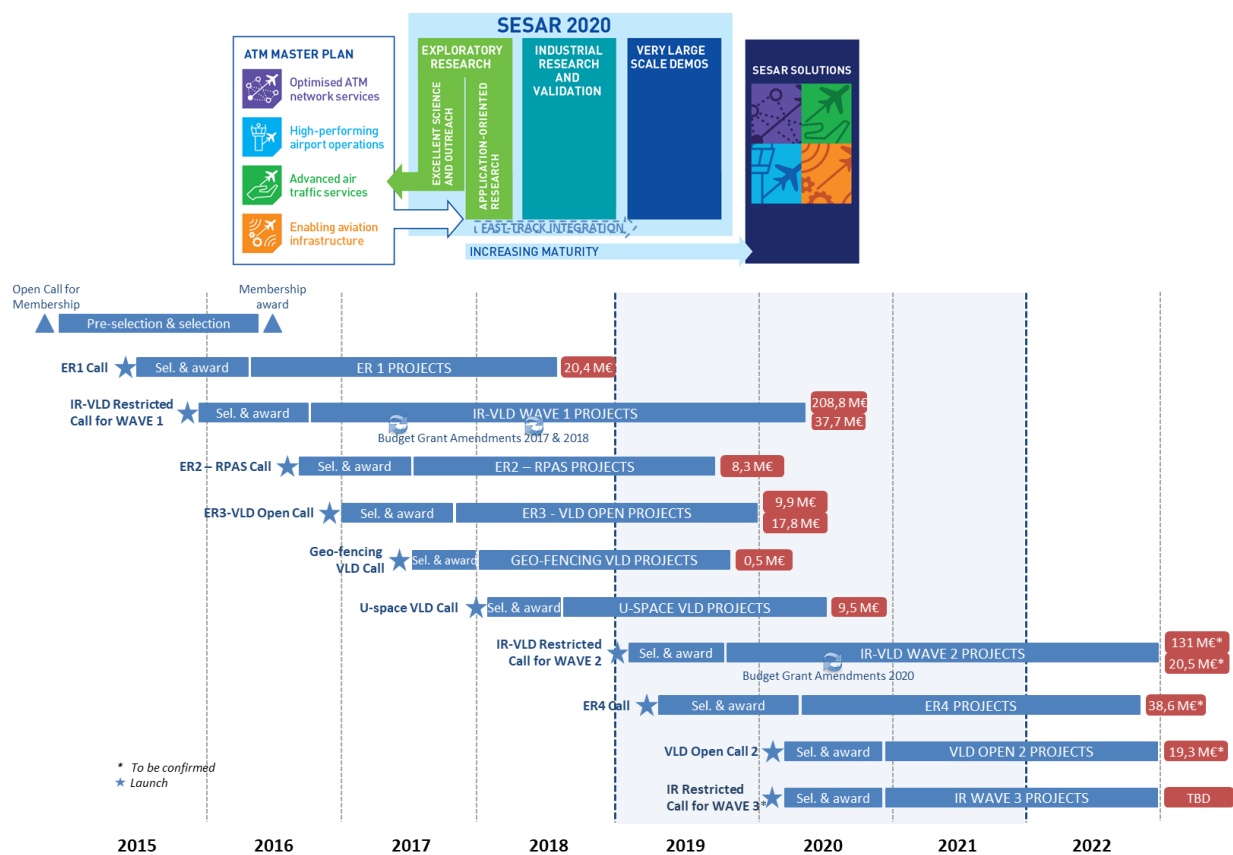 SESAR 2020
ATM MASTER PLAN
Optimised ATM
network services
High-performing
airport operations
Advanced air
traffic services
Enabling aviation
infrastructure
EXPLORATORY
RESEARCH
EXCELLENT SCIENCE
AND OUTREACH
APPLICATION-ORIENTED
RESEARCH
INDUSTRIAL
RESEARCH
AND
VALIDATION
VERY LARGE
SCALE DEMOS
FAST-TRACK INTEGRATION
INCREASING MATURITY
SESAR SOLUTIONS
Open Call for
Membership
Membership
award
Pre-selection & selection
ER1 Call
Sel. & award
ER 1 PROJECTS
20,4 M€
IR-VLD Restricted
Call for WAVE 1
Sel. & award
IR-VLD WAVE 1 PROJECTS
208,8 M€
37,7 M€
Budget Grant Amendments 2017 & 2018
ER2 – RPAS Call
Sel. & award
ER2 – RPAS PROJECTS
8,3 M€
ER3-VLD Open Call
Sel. & award
ER3 - VLD OPEN PROJECTS
9,9 M€
17,8 M€
Geo-fencing
VLD Call
Sel. & award
GEO-FENCING VLD PROJECTS
0,5 M€
U-space VLD Call
Sel. & award
U-SPACE VLD PROJECTS
9,5 M€
IR-VLD Restricted
Call for WAVE 2
Sel. & award
IR-VLD WAVE 2 PROJECTS
131 M€*
20,5 M€*
Budget Grant Amendments 2020
ER4 Call
Sel. & award
ER4 PROJECTS
38,6 M€*
VLD Open Call 2
Sel. & award
VLD OPEN 2 PROJECTS
19,3 M€*
IR Restricted
Call for WAVE 3*
Sel. & award
IR WAVE 3 PROJECTS
TBD
* To be confirmed
Launch
2015
2016
2017
2018
2019
2020
2021
2022